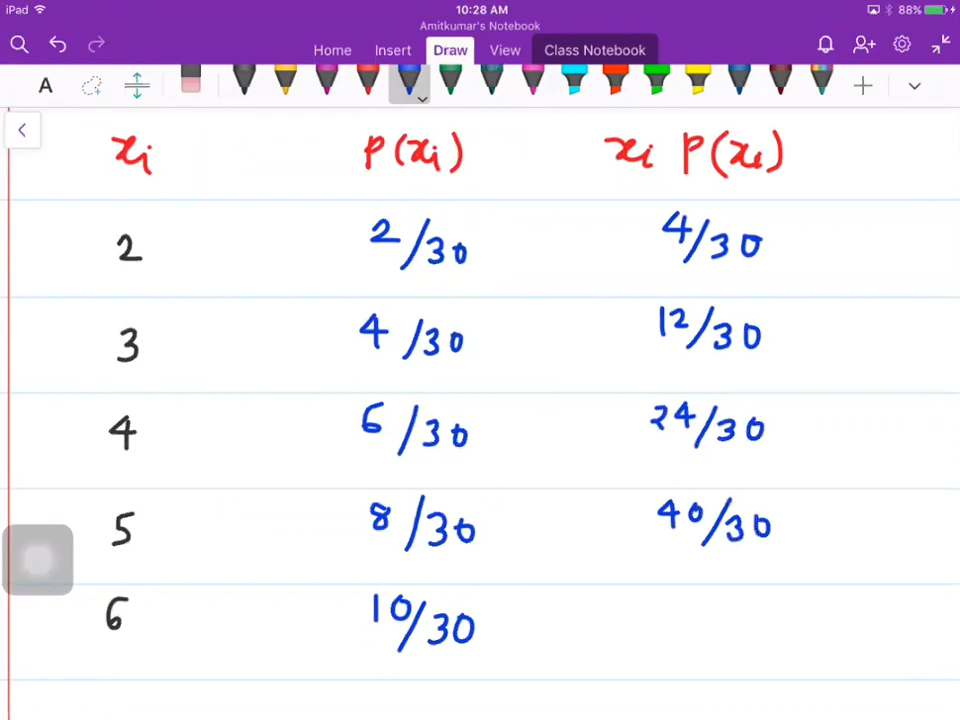 iPad 10:28 AM 88%
Amitkumar's Notebook
Home Insert Draw View Class Notebook
A
xi P(xi) xi P(xi)
2 2/30 4/30
3 4/30 12/30
4 6/30 24/30
5 8/30 40/30
6 10/30